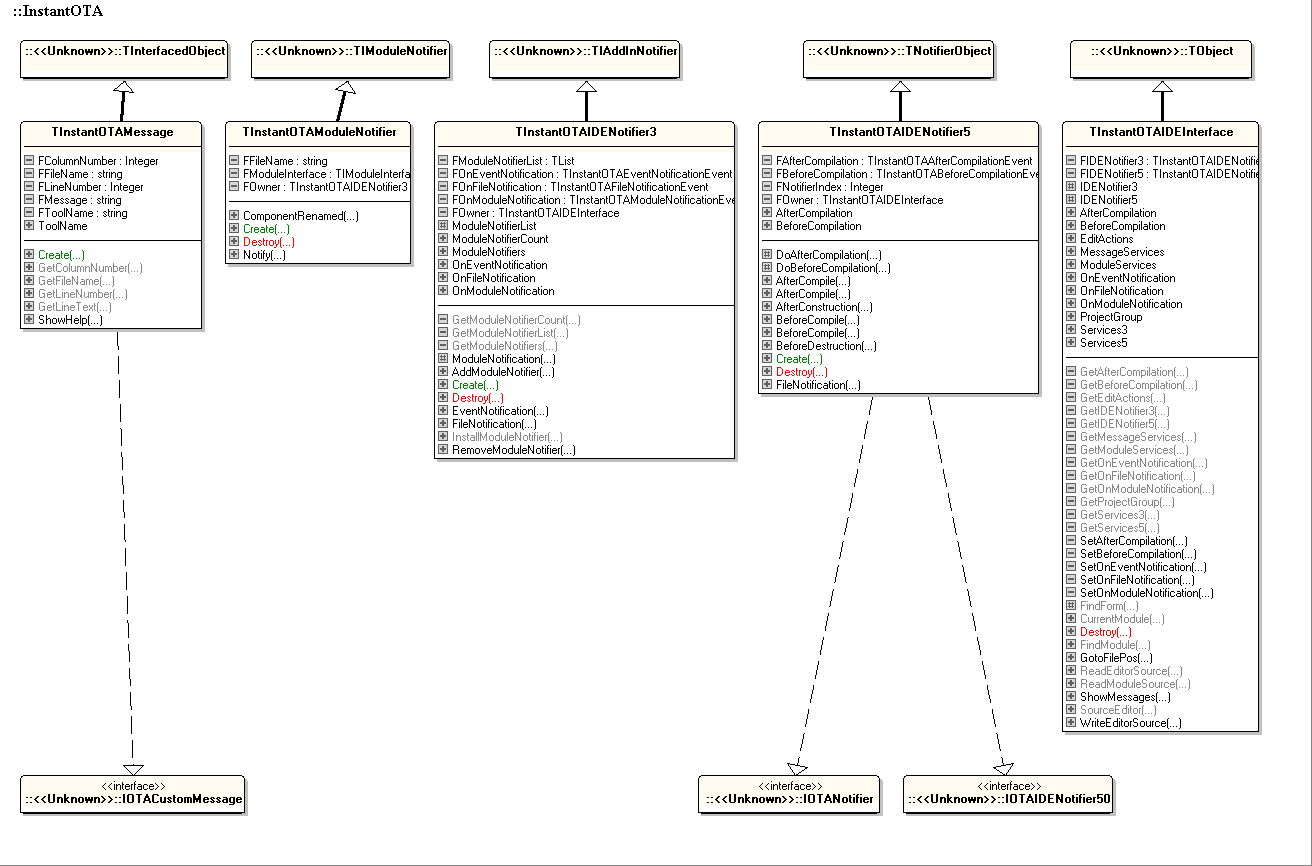 ::InstantOTA
::<<Unknown>>::TInterfacedObject
::<<Unknown>>::TIModuleNotifier
::<<Unknown>>::TIAddInNotifier
::<<Unknown>>::TNotifierObject
::<<Unknown>>::TObject
TInstantOTAMessage
FColumnNumber : Integer
FFileName : string
FLineNumber : Integer
FMessage : string
FToolName : string
ToolName
Create(...)
GetColumnNumber(...)
GetFileName(...)
GetLineNumber(...)
GetLineText(...)
ShowHelp(...)
TInstantOTAModuleNotifier
FFileName : string
FModuleInterface : TIModuleInterfa
FOwner : TInstantOTAIDENotifier3
ComponentRenamed(...)
Create(...)
Destroy(...)
Notify(...)
TInstantOTAIDENotifier3
FModuleNotifierList : TList
FOnEventNotification : TInstantOTAEventNotificationEvent
FOnFileNotification : TInstantOTAFileNotificationEvent
FOnModuleNotification : TInstantOTAModuleNotificationEve
FOwner : TInstantOTAIDEInterface
ModuleNotifierList
ModuleNotifierCount
ModuleNotifiers
OnEventNotification
OnFileNotification
OnModuleNotification
GetModuleNotifierCount(...)
GetModuleNotifierList(...)
GetModuleNotifiers(...)
ModuleNotification(...)
AddModuleNotifier(...)
Create(...)
Destroy(...)
EventNotification(...)
FileNotification(...)
InstallModuleNotifier(...)
RemoveModuleNotifier(...)
TInstantOTAIDENotifier5
FAfterCompilation : TInstantOTAAfterCompilationEvent
FBeforeCompilation : TInstantOTABeforeCompilationEve
FNotifierIndex : Integer
FOwner : TInstantOTAIDEInterface
AfterCompilation
BeforeCompilation
DoAfterCompilation(...)
DoBeforeCompilation(...)
AfterCompile(...)
AfterCompile(...)
AfterConstruction(...)
BeforeCompile(...)
BeforeCompile(...)
BeforeDestruction(...)
Create(...)
Destroy(...)
FileNotification(...)
TInstantOTAIDEInterface
FIDENotifier3 : TInstantOTAIDENotifie
FIDENotifier5 : TInstantOTAIDENotifie
IDENotifier3
IDENotifier5
AfterCompilation
BeforeCompilation
EditActions
MessageServices
ModuleServices
OnEventNotification
OnFileNotification
OnModuleNotification
ProjectGroup
Services3
Services5
GetAfterCompilation(...)
GetBeforeCompilation(...)
GetEditActions(...)
GetIDENotifier3(...)
GetIDENotifier5(...)
GetMessageServices(...)
GetModuleServices(...)
GetOnEventNotification(...)
GetOnFileNotification(...)
GetOnModuleNotification(...)
GetProjectGroup(...)
GetServices3(...)
GetServices5(...)
SetAfterCompilation(...)
SetBeforeCompilation(...)
SetOnEventNotification(...)
SetOnFileNotification(...)
SetOnModuleNotification(...)
FindForm(...)
CurrentModule(...)
Destroy(...)
FindModule(...)
GotoFilePos(...)
ReadEditorSource(...)
ReadModuleSource(...)
ShowMessages(...)
SourceEditor(...)
WriteEditorSource(...)
<<interface>>
::<<Unknown>>::IOTACustomMessage
<<interface>>
::<<Unknown>>::IOTANotifier
<<interface>>
::<<Unknown>>::IOTAIDENotifier50